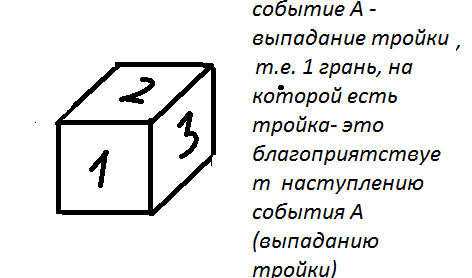 2
1
3
событие А -
выпадание тройки ,
т.е. 1 грань, на
которой есть
тройка- это
благоприятствуе
т наступлению
события А
(выпаданию
тройки)